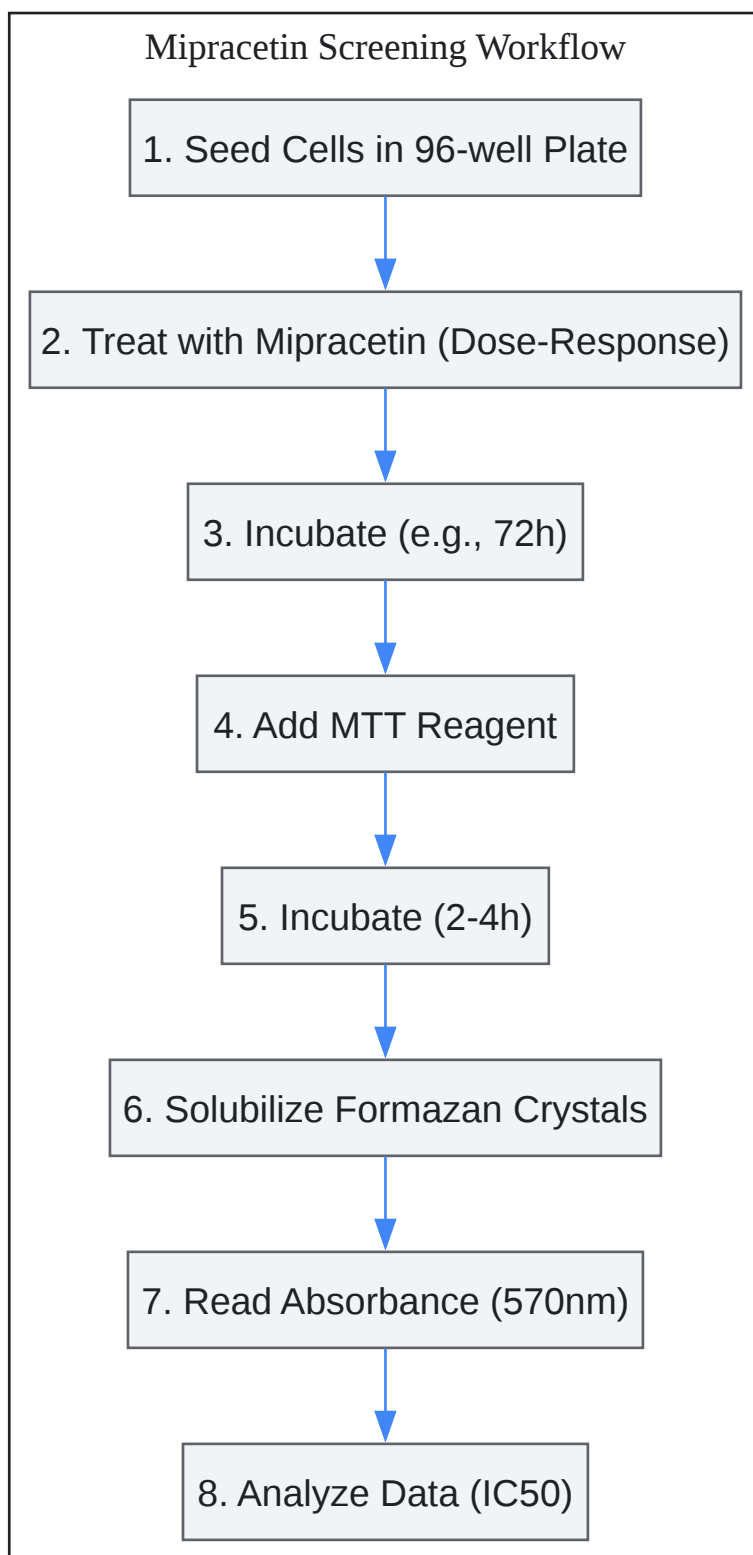 Mipracetin Screening Workflow
1. Seed Cells in 96-well Plate
2. Treat with Mipracetin (Dose-Response)
3. Incubate (e.g., 72h)
4. Add MTT Reagent
5. Incubate (2-4h)
6. Solubilize Formazan Crystals
7. Read Absorbance (570nm)
8. Analyze Data (IC50)